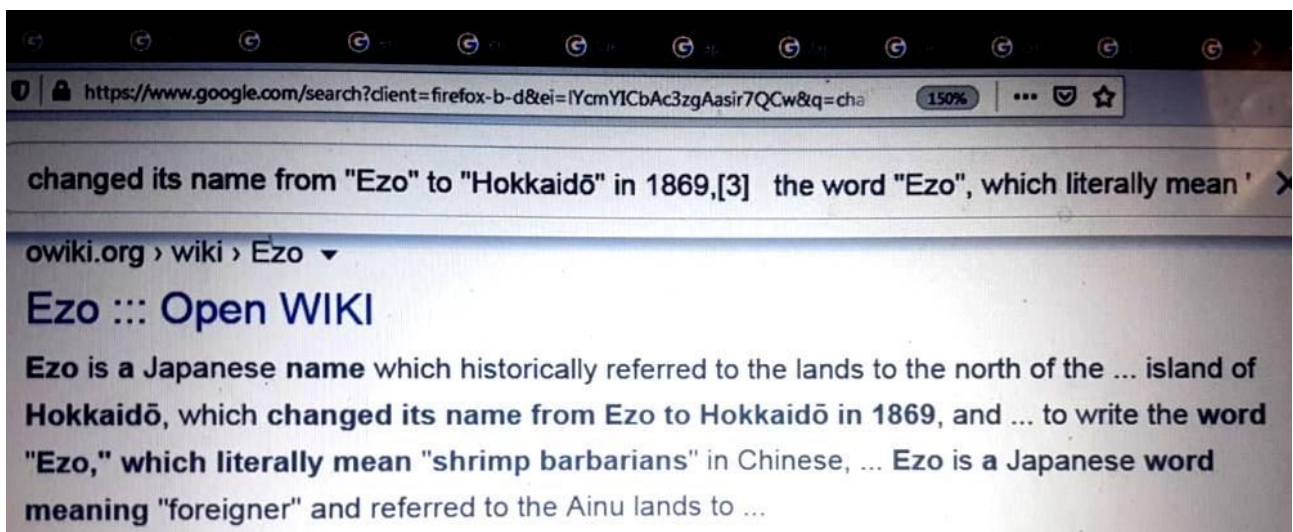 https://www.google.com/search?client=firefox-b-d&ei=lYcmYICbAc3zgAasir7QCw&q=cha 150%
changed its name from "Ezo" to "Hokkaidō" in 1869,[3] the word "Ezo", which literally mean '
owiki.org › wiki › Ezo
Ezo ::: Open WIKI
Ezo is a Japanese name which historically referred to the lands to the north of the ... island of
Hokkaidō, which changed its name from Ezo to Hokkaidō in 1869, and ... to write the word
"Ezo," which literally mean "shrimp barbarians" in Chinese, ... Ezo is a Japanese word
meaning "foreigner" and referred to the Ainu lands to ...